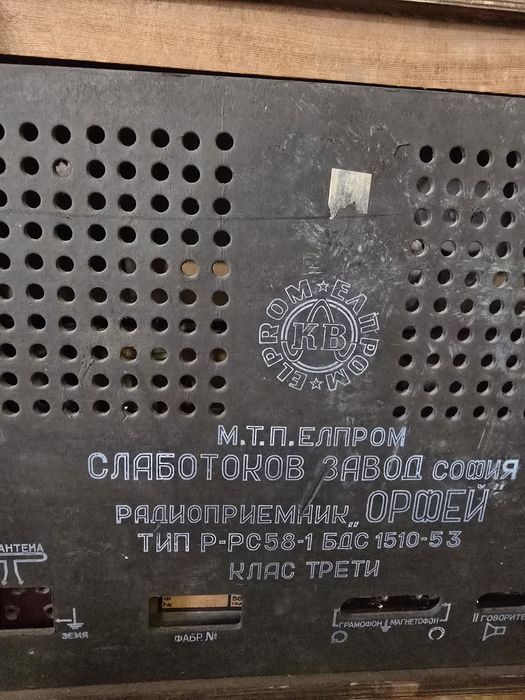 ELPROM★ЕЛПРОМ★
КВ
М.Т.П.ЕЛПРОМ
СЛАБОТОКОВ ЗАВОД СОФИЯ
РАДИОПРИЕМНИК „ОРФЕЙ"
ТИП Р-РС58-1 БДС 1510-53
КЛАС ТРЕТИ
АНТЕНА
ЗЕМЯ
ФАБР.№
ГРАМОФОН МАГНЕТОФОН
II ГОВОРИТЕ